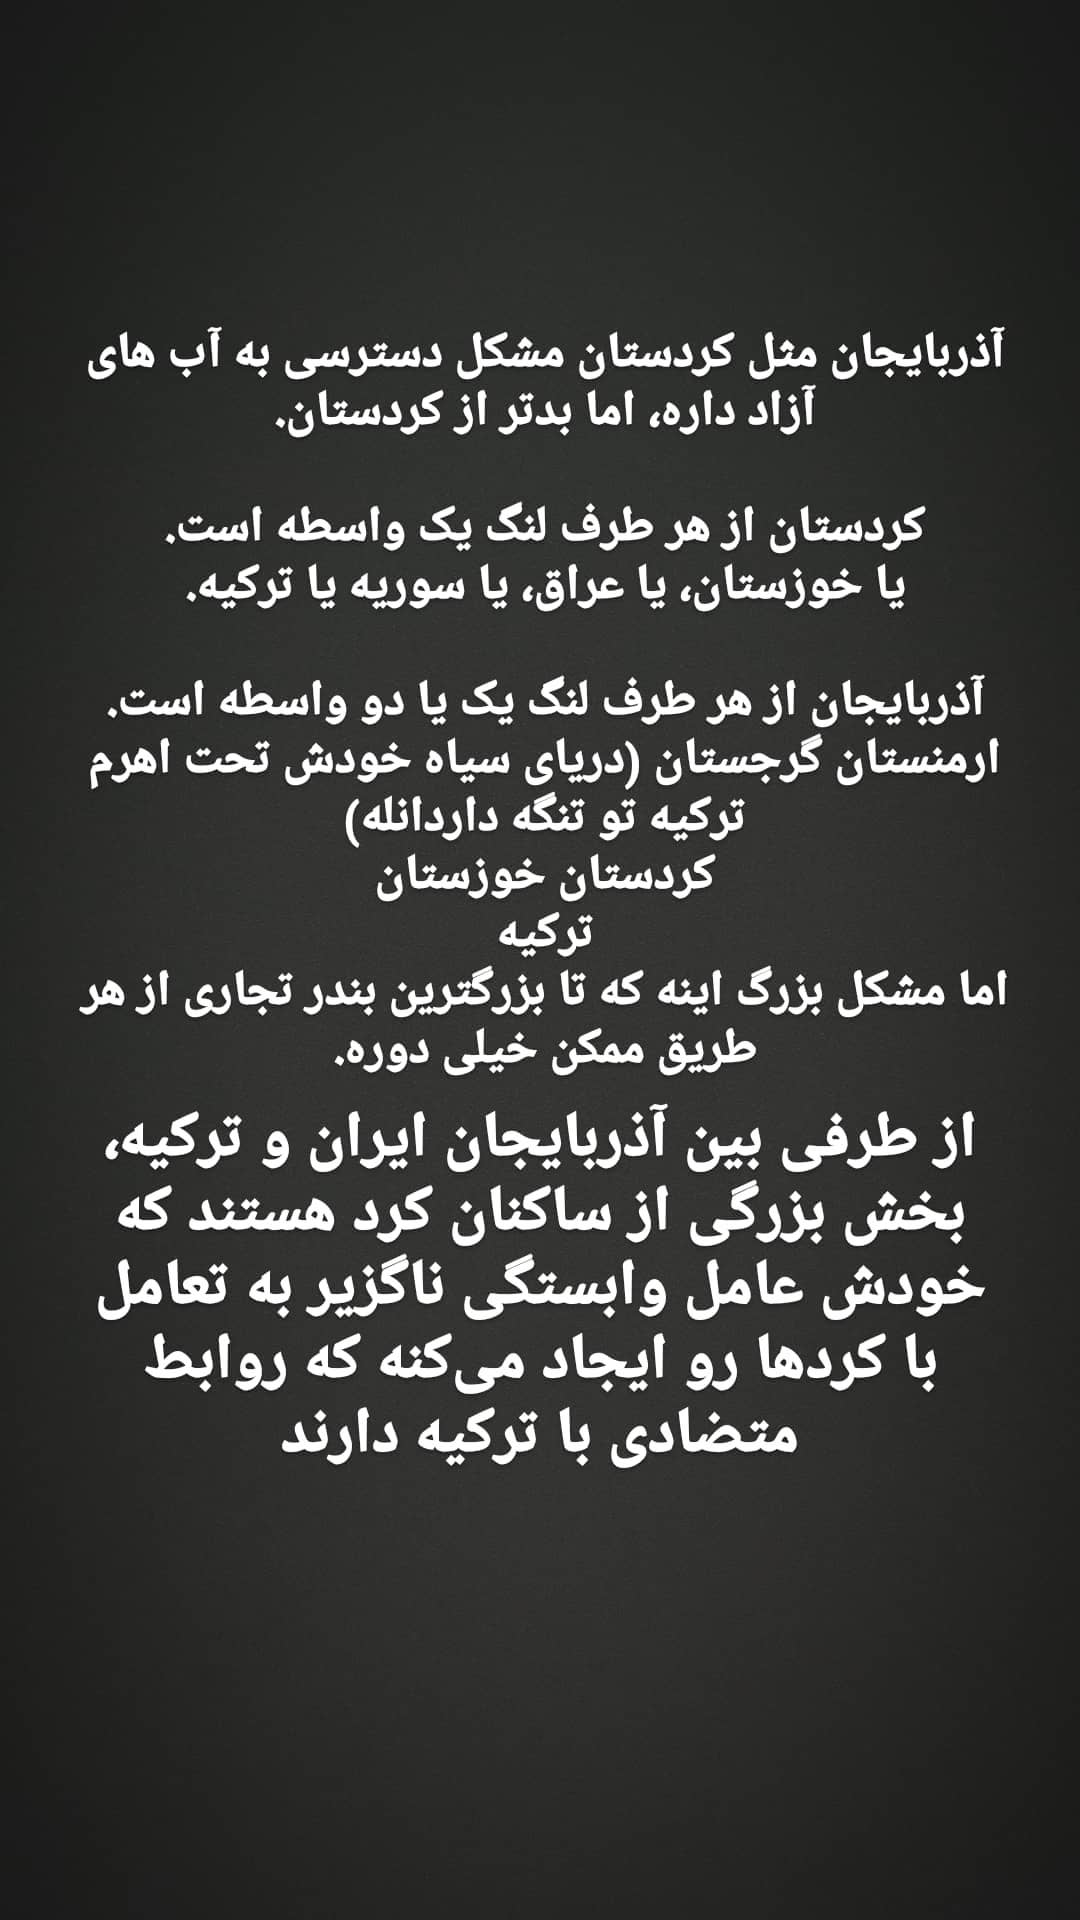 آذربایجان مثل کردستان مشکل دسترسی به آب های
آزاد داره، اما بدتر از کردستان.
کردستان از هر طرف لنگ یک واسطه است.
یا خوزستان، یا عراق، یا سوریه یا ترکیه.
آذربایجان از هر طرف لنگ یک یا دو واسطه است.
ارمنستان گرجستان (دریای سیاه خودش تحت اهرم
ترکیه تو تنگه داردانله)
کردستان خوزستان
ترکیه
اما مشکل بزرگ اینه که تا بزرگترین بندر تجاری از هر
طریق ممکن خیلی دوره.
از طرفی بین آذربایجان ایران و ترکیه،
بخش بزرگی از ساکنان کرد هستند که
خودش عامل وابستگی ناگزیر به تعامل
با کردها رو ایجاد می‌کنه که روابط
متضادی با ترکیه دارند